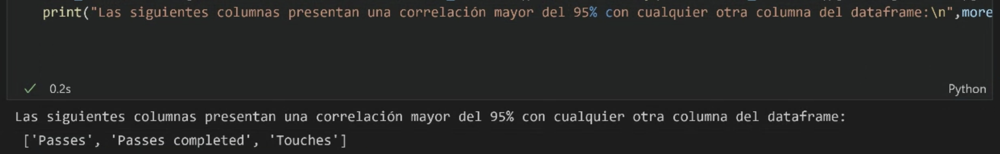 print("Las siguientes columnas presentan una correlación mayor del 95% con cualquier otra columna del dataframe:\n",more
0.2s
Python
Las siguientes columnas presentan una correlación mayor del 95% con cualquier otra columna del dataframe:
['Passes', 'Passes completed', 'Touches']